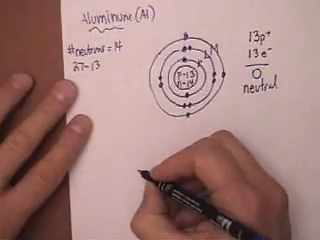 Aluminum (Al)
#neutrons = 14
27-13
K L M
P-13
n-14
13p+
13e-
0
neutral